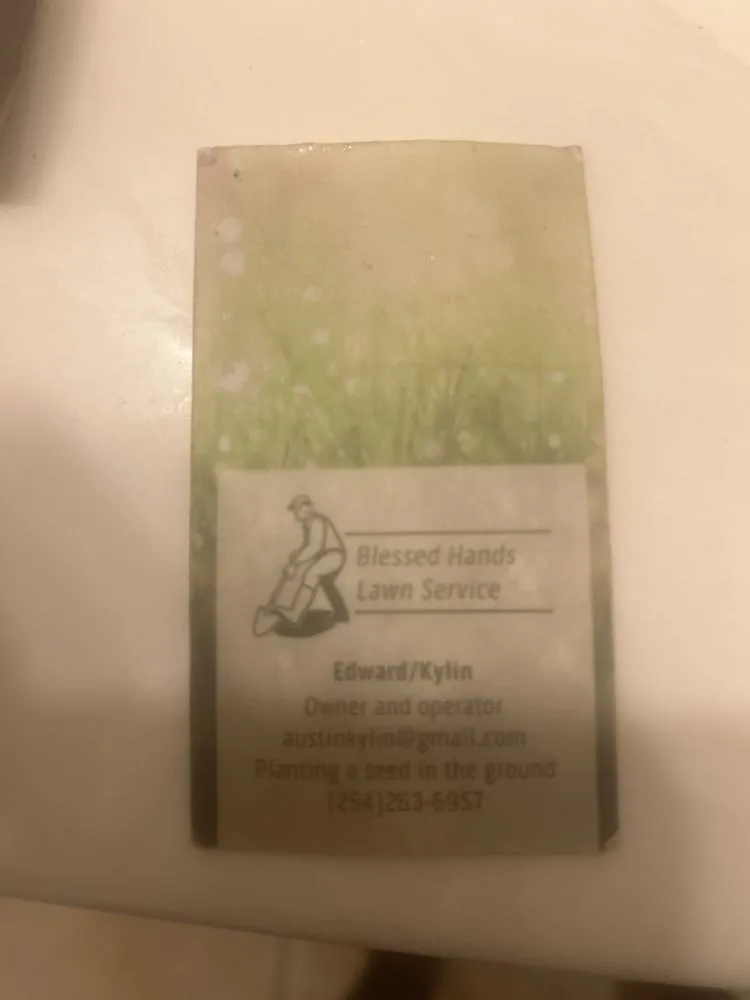 Blessed Hands
Lawn Service
Edward/Kylin
Owner and operator
austinkylin@gmail.com
Planting a seed in the ground
(254)263-6957